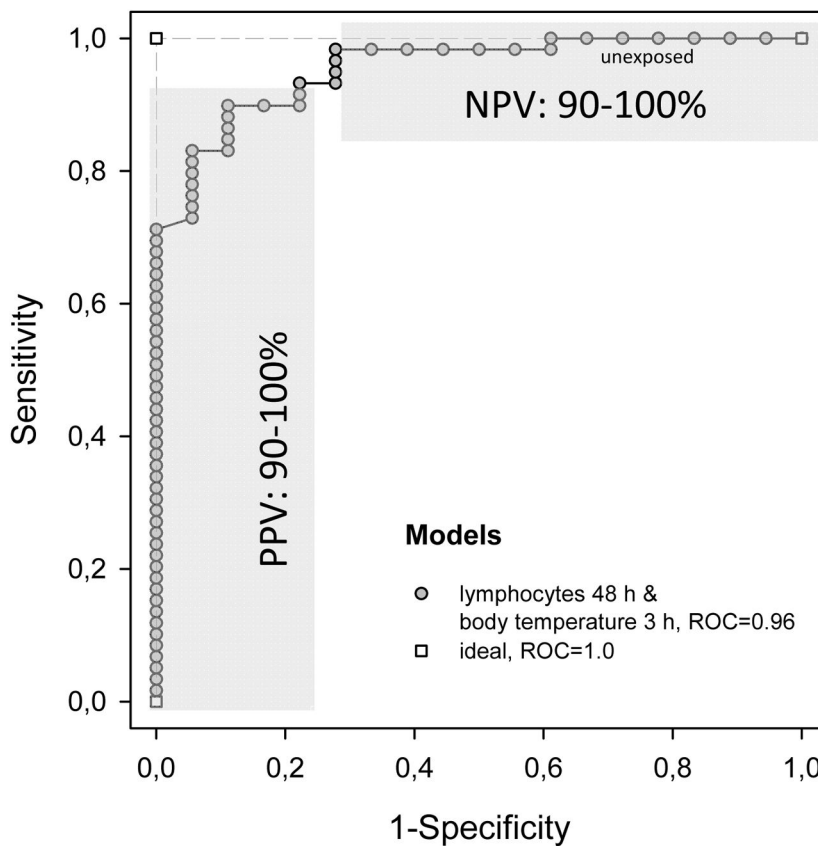 1,0
0,8
0,6
0,4
0,2
0,0
Sensitivity
unexposed
NPV: 90-100%
PPV: 90-100%
Models
lymphocytes 48 h &
body temperature 3 h, ROC=0.96
ideal, ROC=1.0
0,0 0,2 0,4 0,6 0,8 1,0
1-Specificity